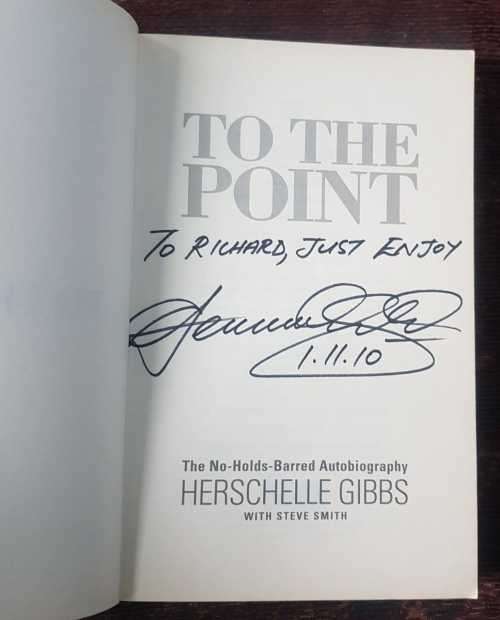 TO THE
POINT
TO RICHARD, JUST ENJOY
1.11.10
The No-Holds-Barred Autobiography
HERSCHELLE GIBBS
WITH STEVE SMITH